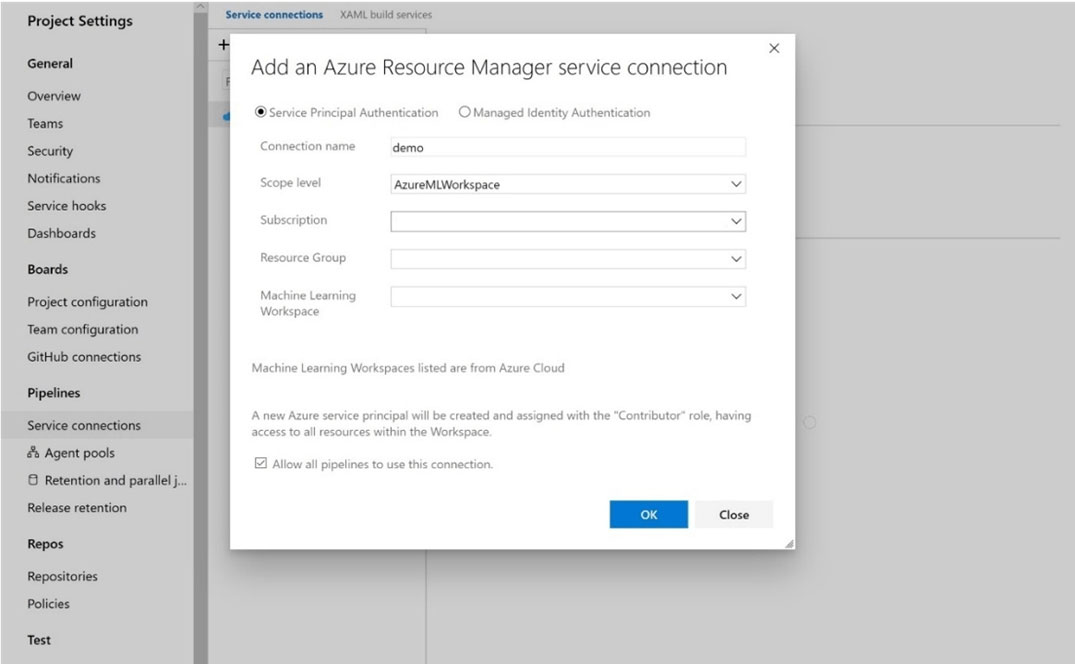 Project Settings
General
Overview
Teams
Security
Notifications
Service hooks
Dashboards
Boards
Project configuration
Team configuration
GitHub connections
Pipelines
Service connections
Agent pools
Retention and parallel j...
Release retention
Repos
Repositories
Policies
Test
Service connections XAML build services
+
Add an Azure Resource Manager service connection
Service Principal Authentication Managed Identity Authentication
Connection name demo
Scope level AzureMLWorkspace
Subscription
Resource Group
Machine Learning
Workspace
Machine Learning Workspaces listed are from Azure Cloud
A new Azure service principal will be created and assigned with the "Contributor" role, having
access to all resources within the Workspace.
Allow all pipelines to use this connection.
OK Close